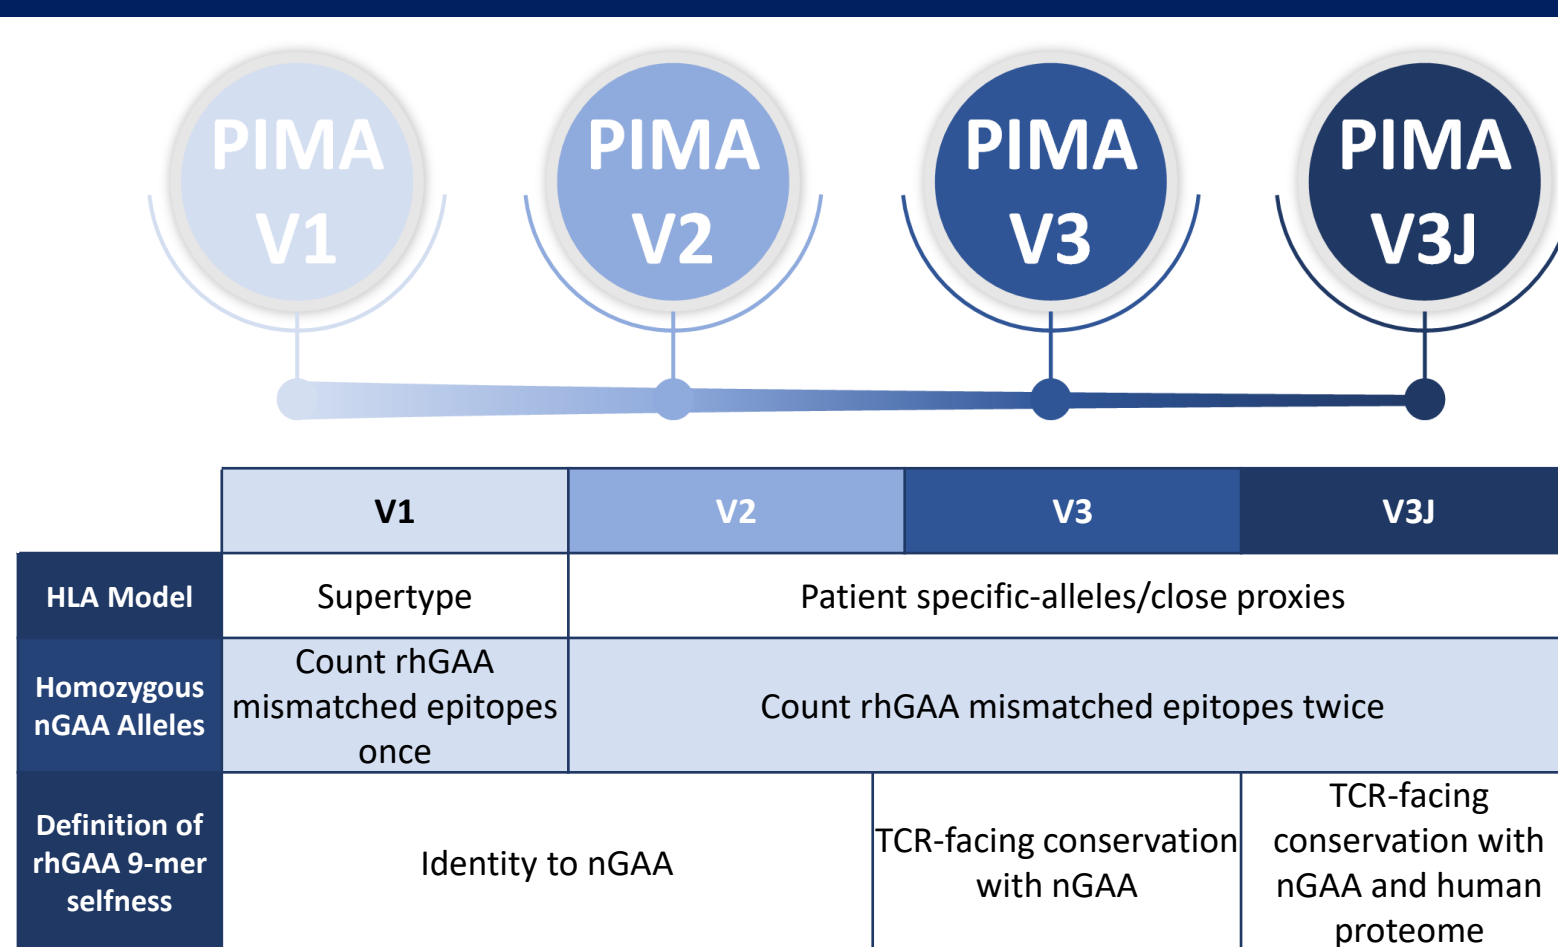 PIMA
V1
PIMA
V2
PIMA
V3
PIMA
V3J
V1
V2
V3
V3J
HLA Model
Supertype
Patient specific-alleles/close proxies
Homozygous
nGAA Alleles
Count rhGAA
mismatched epitopes
once
Count rhGAA mismatched epitopes twice
Definition of
rhGAA 9-mer
selfness
Identity to nGAA
TCR-facing conservation
with nGAA
TCR-facing
conservation with
nGAA and human
proteome